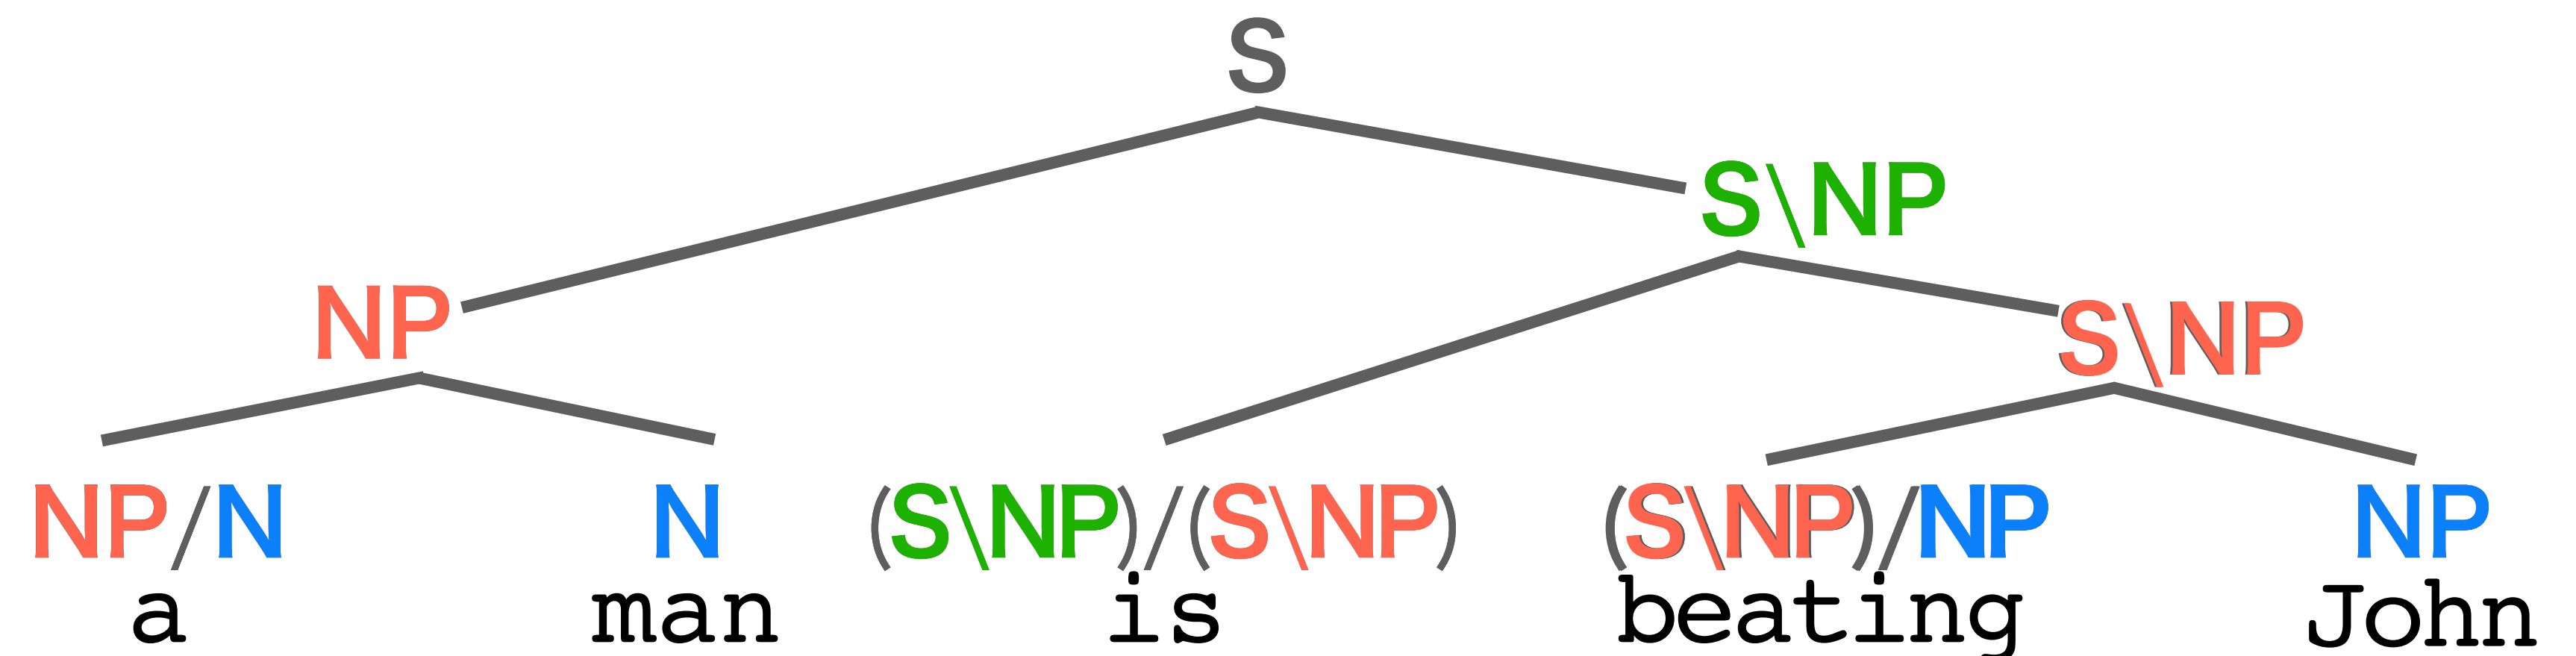 S
S\NP
NP
S\NP
NP/N N (S\NP)/(S\NP) (S\NP)/NP NP
a man is beating John